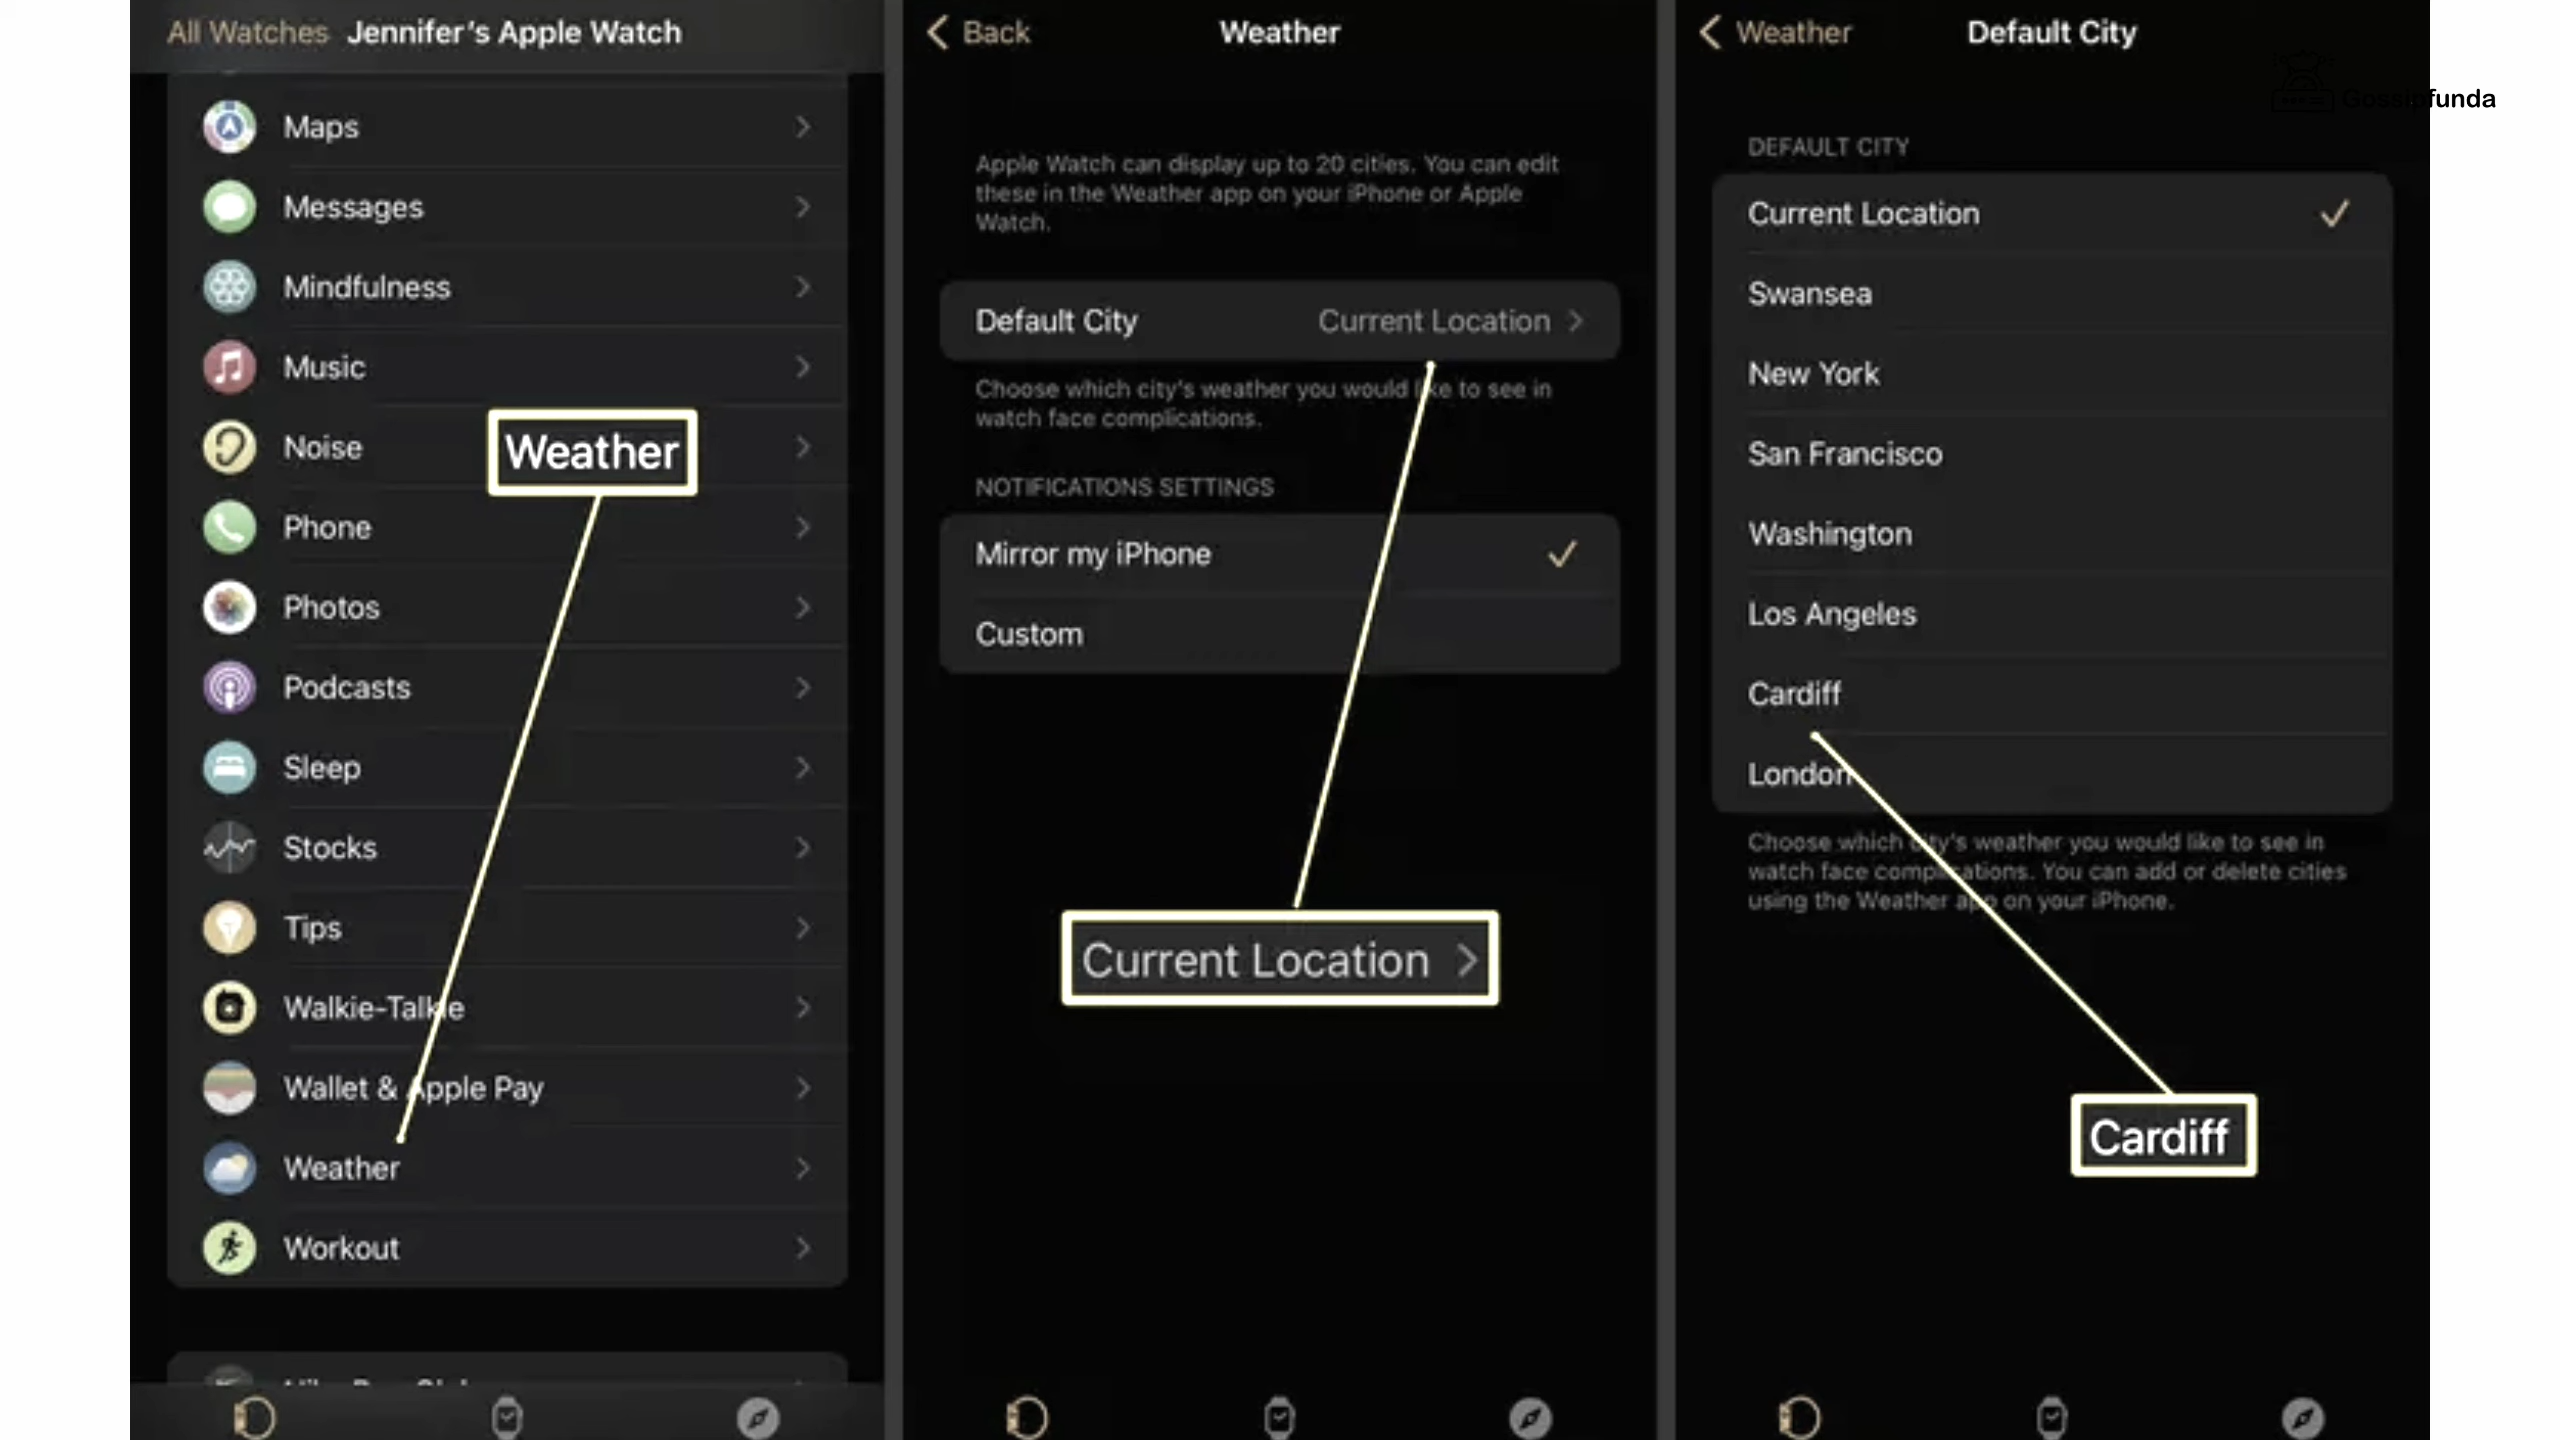 All Watches Jennifer's Apple Watch
Maps
Messages
Mindfulness
Music
Noise
Weather
Phone
Photos
Podcasts
Sleep
Stocks
Tips
Walkie-Talkie
Wallet & Apple Pay
Weather
Workout
Back Weather
Apple Watch can display up to 20 cities. You can edit
these in the Weather app on your iPhone or Apple
Watch.
Default City Current Location
Choose which city's weather you would like to see in
watch face complications.
NOTIFICATIONS SETTINGS
Mirror my iPhone
Custom
Current Location
Weather Default City
Gossipfunda
DEFAULT CITY
Current Location
Swansea
New York
San Francisco
Washington
Los Angeles
Cardiff
London
Choose which city's weather you would like to see in
watch face complications. You can add or delete cities
using the Weather app on your iPhone.
Cardiff